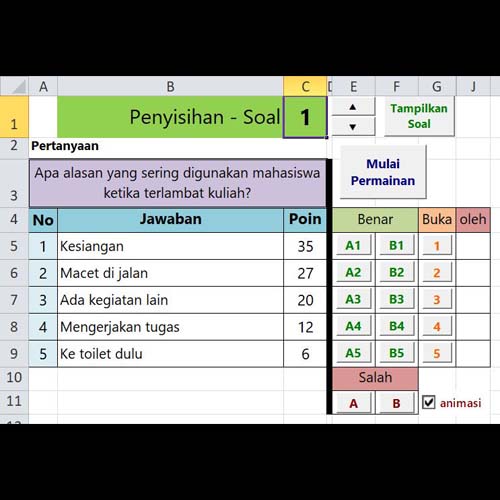 A B C D E F G J
1 Penyisihan - Soal 1 ▲ ▼ Tampilkan
Soal
2 Pertanyaan
Mulai
Permainan
3 Apa alasan yang sering digunakan mahasiswa
ketika terlambat kuliah?
4 No Jawaban Poin Benar Buka oleh
5 1 Kesiangan 35 A1 B1 1
6 2 Macet di jalan 27 A2 B2 2
7 3 Ada kegiatan lain 20 A3 B3 3
8 4 Mengerjakan tugas 12 A4 B4 4
9 5 Ke toilet dulu 6 A5 B5 5
10 Salah
11 A B animasi